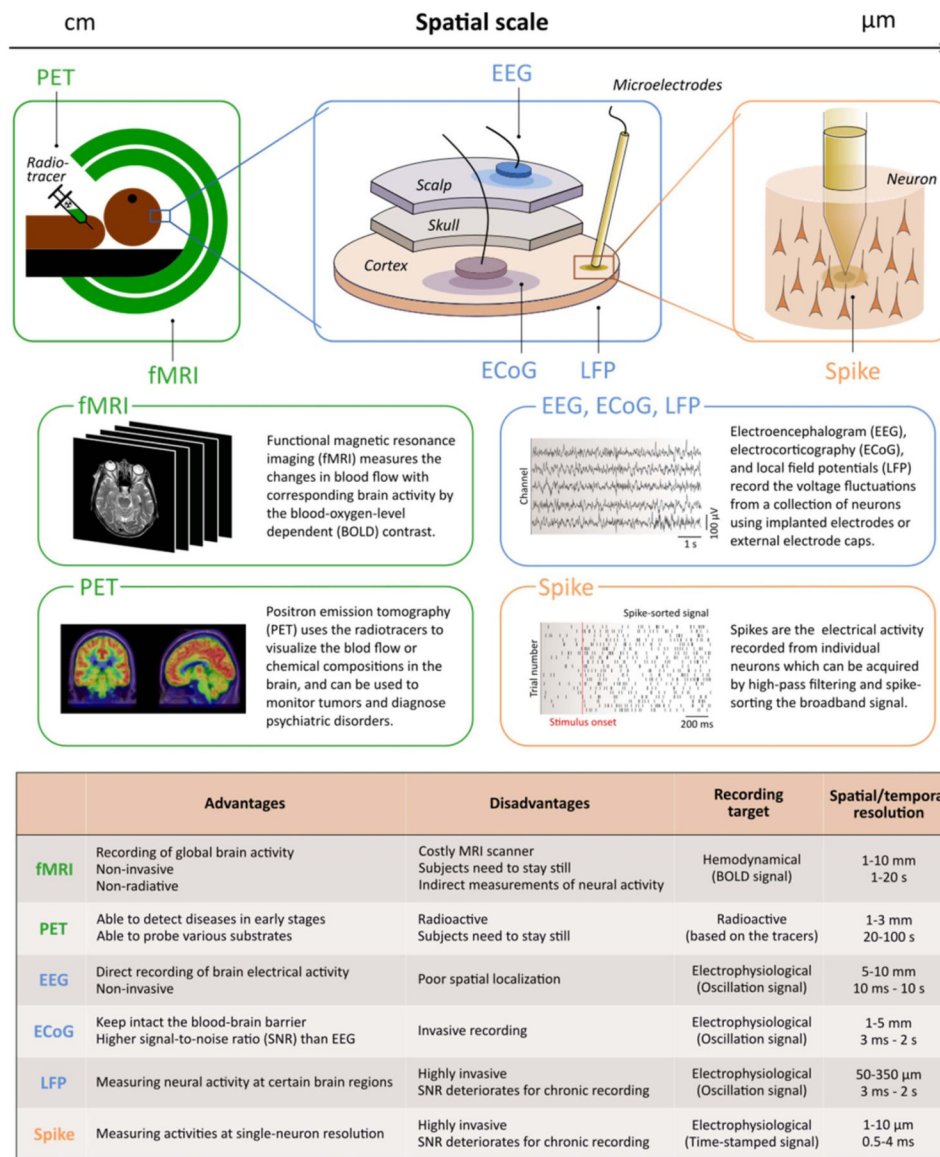 cm
Spatial scale
µm
PET
EEG
Microelectrodes
Radio-
tracer
Scalp
Skull
Cortex
Neuron
fMRI
ECoG
LFP
Spike
fMRI
Functional magnetic resonance
imaging (fMRI) measures the
changes in blood flow with
corresponding brain activity by
the blood-oxygen-level
dependent (BOLD) contrast.
EEG, ECoG, LFP
Channel
100 µV
1 s
Electroencephalogram (EEG),
electrocorticography (ECoG),
and local field potentials (LFP)
record the voltage fluctuations
from a collection of neurons
using implanted electrodes or
external electrode caps.
PET
Positron emission tomography
(PET) uses the radiotracers to
visualize the blod flow or
chemical compositions in the
brain, and can be used to
monitor tumors and diagnose
psychiatric disorders.
Spike
Spike-sorted signal
Trial number
Stimulus onset
200 ms
Spikes are the electrical activity
recorded from individual
neurons which can be acquired
by high-pass filtering and spike-
sorting the broadband signal.
Advantages
Disadvantages
Recording
target
Spatial/tempora
resolution
fMRI
Recording of global brain activity
Non-invasive
Non-radiative
Costly MRI scanner
Subjects need to stay still
Indirect measurements of neural activity
Hemodynamical
(BOLD signal)
1-10 mm
1-20 s
PET
Able to detect diseases in early stages
Able to probe various substrates
Radioactive
Subjects need to stay still
Radioactive
(based on the tracers)
1-3 mm
20-100 s
EEG
Direct recording of brain electrical activity
Non-invasive
Poor spatial localization
Electrophysiological
(Oscillation signal)
5-10 mm
10 ms - 10 s
ECoG
Keep intact the blood-brain barrier
Higher signal-to-noise ratio (SNR) than EEG
Invasive recording
Electrophysiological
(Oscillation signal)
1-5 mm
3 ms - 2 s
LFP
Measuring neural activity at certain brain regions
Highly invasive
SNR deteriorates for chronic recording
Electrophysiological
(Oscillation signal)
50-350 µm
3 ms - 2 s
Spike
Measuring activities at single-neuron resolution
Highly invasive
SNR deteriorates for chronic recording
Electrophysiological
(Time-stamped signal)
1-10 µm
0.5-4 ms